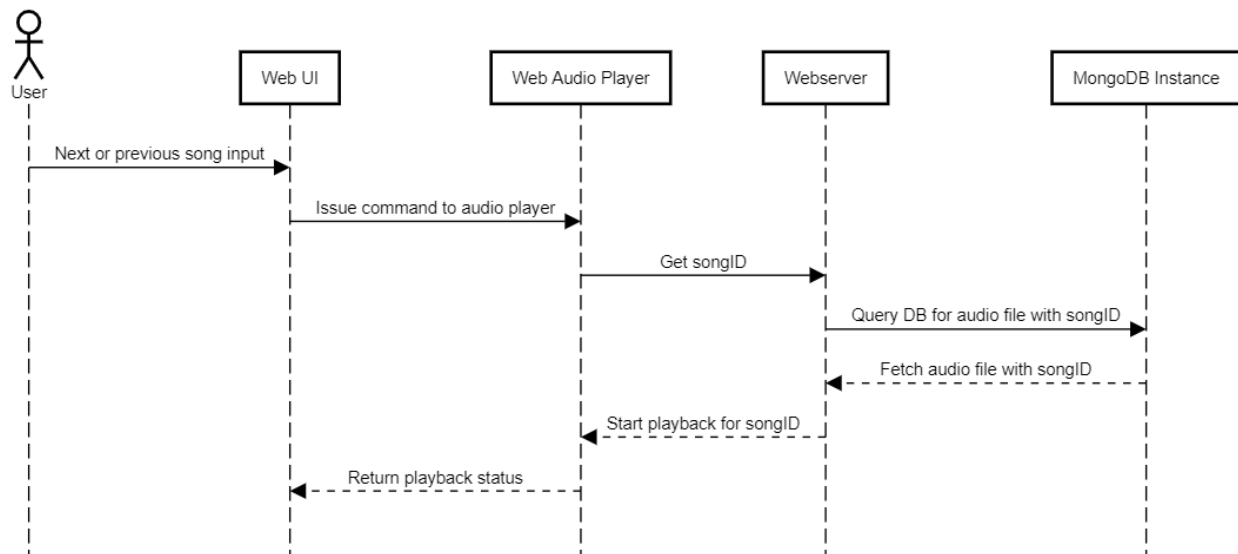 User
Web UI
Web Audio Player
Webserver
MongoDB Instance
Next or previous song input
Issue command to audio player
Get songID
Query DB for audio file with songID
Fetch audio file with songID
Start playback for songID
Return playback status